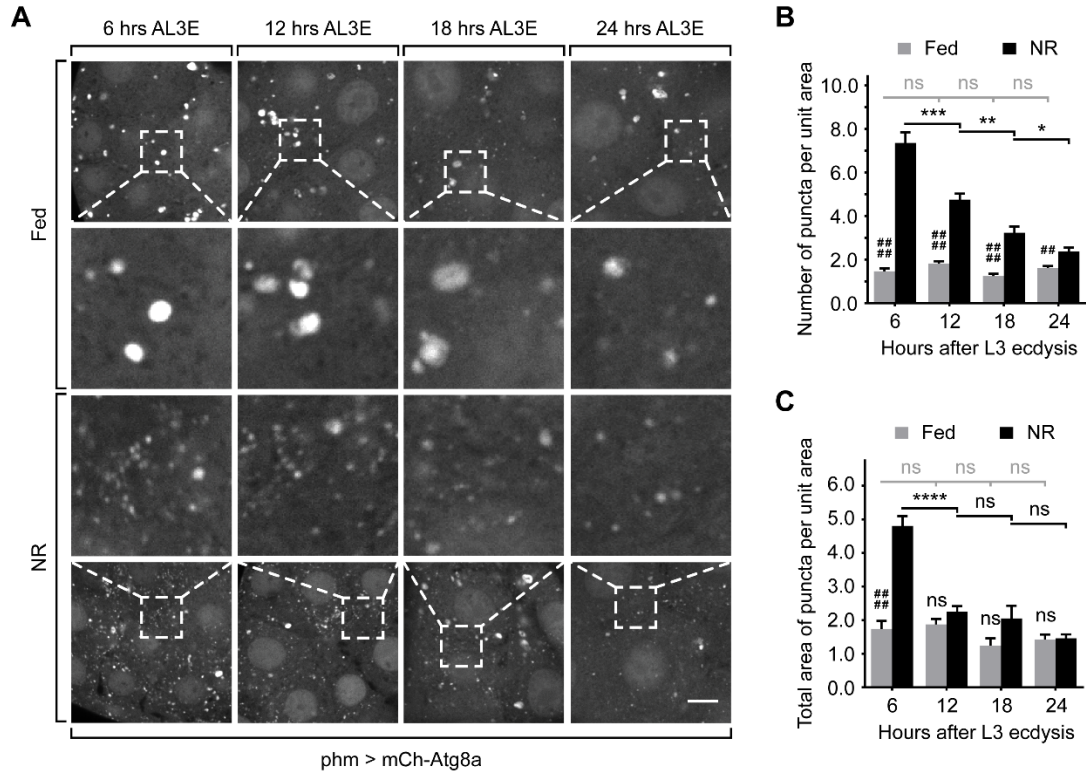 A
6 hrs AL3E 12 hrs AL3E 18 hrs AL3E 24 hrs AL3E
Fed
NR
phm > mCh-Atg8a
B
Fed NR
Number of puncta per unit area
10.0
8.0
6.0
4.0
2.0
0.0
ns ns ns
*** ** *
## ## ## ##
## ## ##
6 12 18 24
Hours after L3 ecdysis
C
Fed NR
Total area of puncta per unit area
6.0
5.0
4.0
3.0
2.0
1.0
0.0
ns ns ns
**** ns ns
##
## ns ns ns
6 12 18 24
Hours after L3 ecdysis